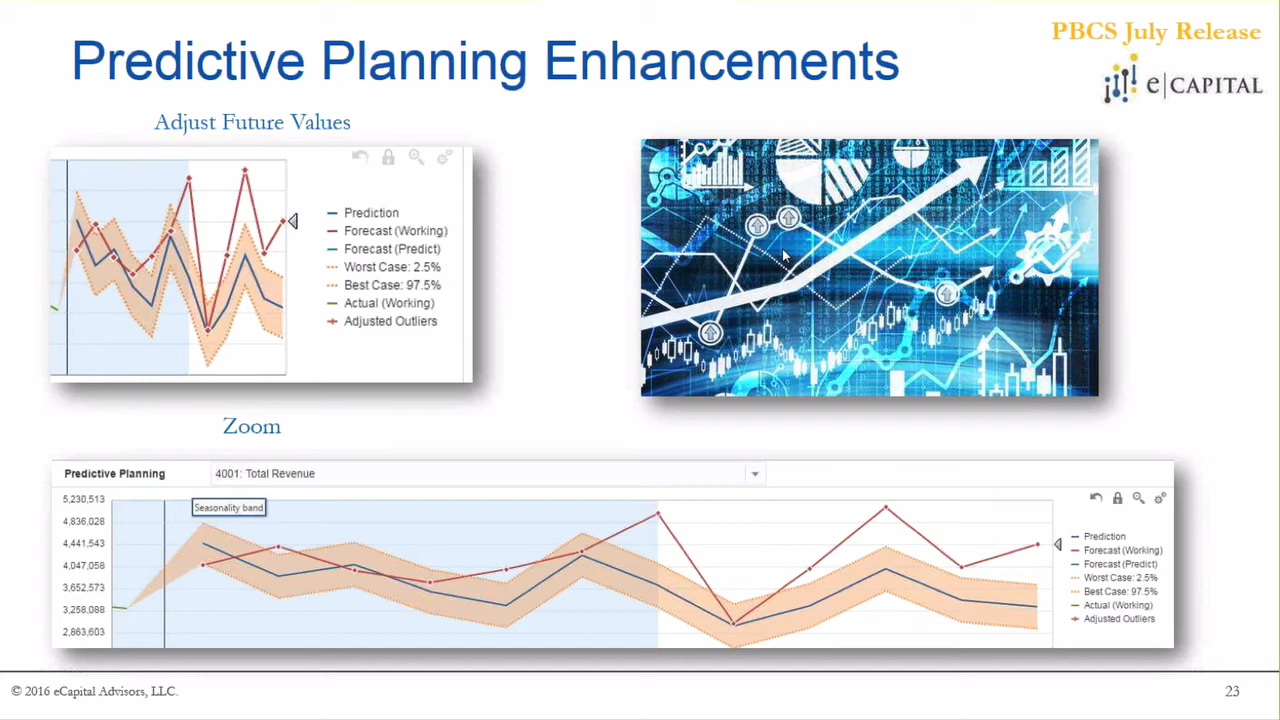 Predictive Planning Enhancements
PBCS July Release
e|CAPITAL
Adjust Future Values
Prediction
Forecast (Working)
Forecast (Predict)
Worst Case: 2.5%
Best Case: 97.5%
Actual (Working)
Adjusted Outliers
Zoom
Predictive Planning
4001: Total Revenue
Seasonality band
5,230,513
4,836,028
4,441,543
4,047,058
3,652,573
3,258,088
2,863,603
Prediction
Forecast (Working)
Forecast (Predict)
Worst Case: 2.5%
Best Case: 97.5%
Actual (Working)
Adjusted Outliers
© 2016 eCapital Advisors, LLC.
23